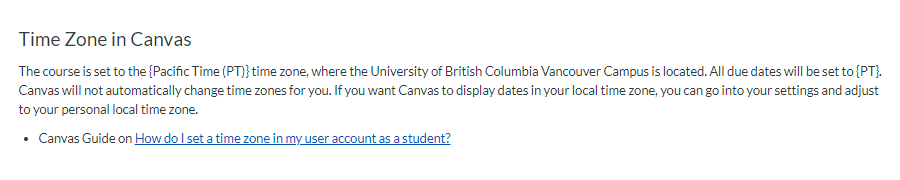 Time Zone in Canvas
The course is set to the {Pacific Time (PT)} time zone, where the University of British Columbia Vancouver Campus is located. All due dates will be set to {PT}.
Canvas will not automatically change time zones for you. If you want Canvas to display dates in your local time zone, you can go into your settings and adjust
to your personal local time zone.
• Canvas Guide on How do I set a time zone in my user account as a student?